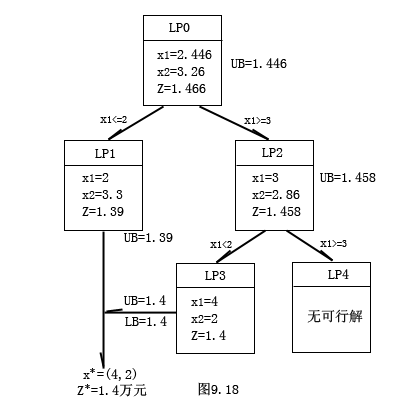 LP0
x1=2.446
x2=3.26
Z=1.466
UB=1.446
x1<=2
x1>=3
LP1
x1=2
x2=3.3
Z=1.39
UB=1.39
LP2
x1=3
x2=2.86
Z=1.458
UB=1.458
x1<2
x1>=3
LP3
x1=4
x2=2
Z=1.4
LP4
无可行解
UB=1.4
LB=1.4
x*=(4,2)
Z*=1.4万元
图9.18